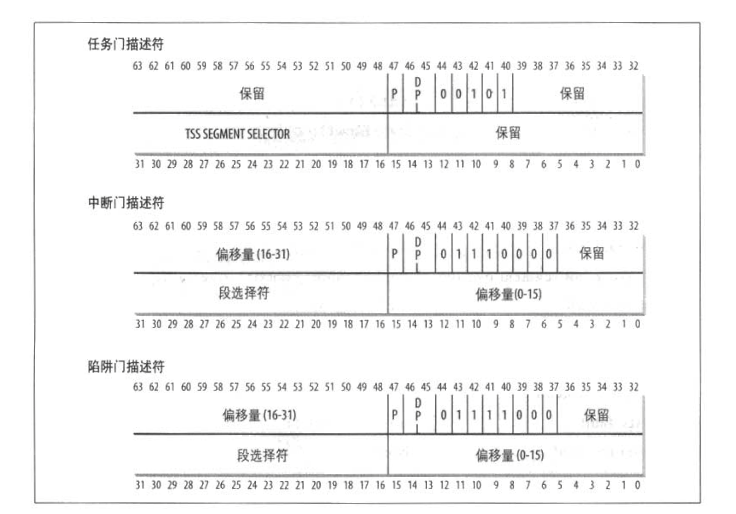 任务门描述符
63 62 61 60 59 58 57 56 55 54 53 52 51 50 49 48 47 46 45 44 43 42 41 40 39 38 37 36 35 34 33 32
保留 P DPL 0 0 1 0 1 保留
TSS SEGMENT SELECTOR 保留
31 30 29 28 27 26 25 24 23 22 21 20 19 18 17 16 15 14 13 12 11 10 9 8 7 6 5 4 3 2 1 0
中断门描述符
63 62 61 60 59 58 57 56 55 54 53 52 51 50 49 48 47 46 45 44 43 42 41 40 39 38 37 36 35 34 33 32
偏移量 (16-31) P DPL 0 1 1 1 0 0 0 0 保留
段选择符 偏移量(0-15)
31 30 29 28 27 26 25 24 23 22 21 20 19 18 17 16 15 14 13 12 11 10 9 8 7 6 5 4 3 2 1 0
陷阱门描述符
63 62 61 60 59 58 57 56 55 54 53 52 51 50 49 48 47 46 45 44 43 42 41 40 39 38 37 36 35 34 33 32
偏移量 (16-31) P DPL 0 1 1 1 1 0 0 0 保留
段选择符 偏移量 (0-15)
31 30 29 28 27 26 25 24 23 22 21 20 19 18 17 16 15 14 13 12 11 10 9 8 7 6 5 4 3 2 1 0